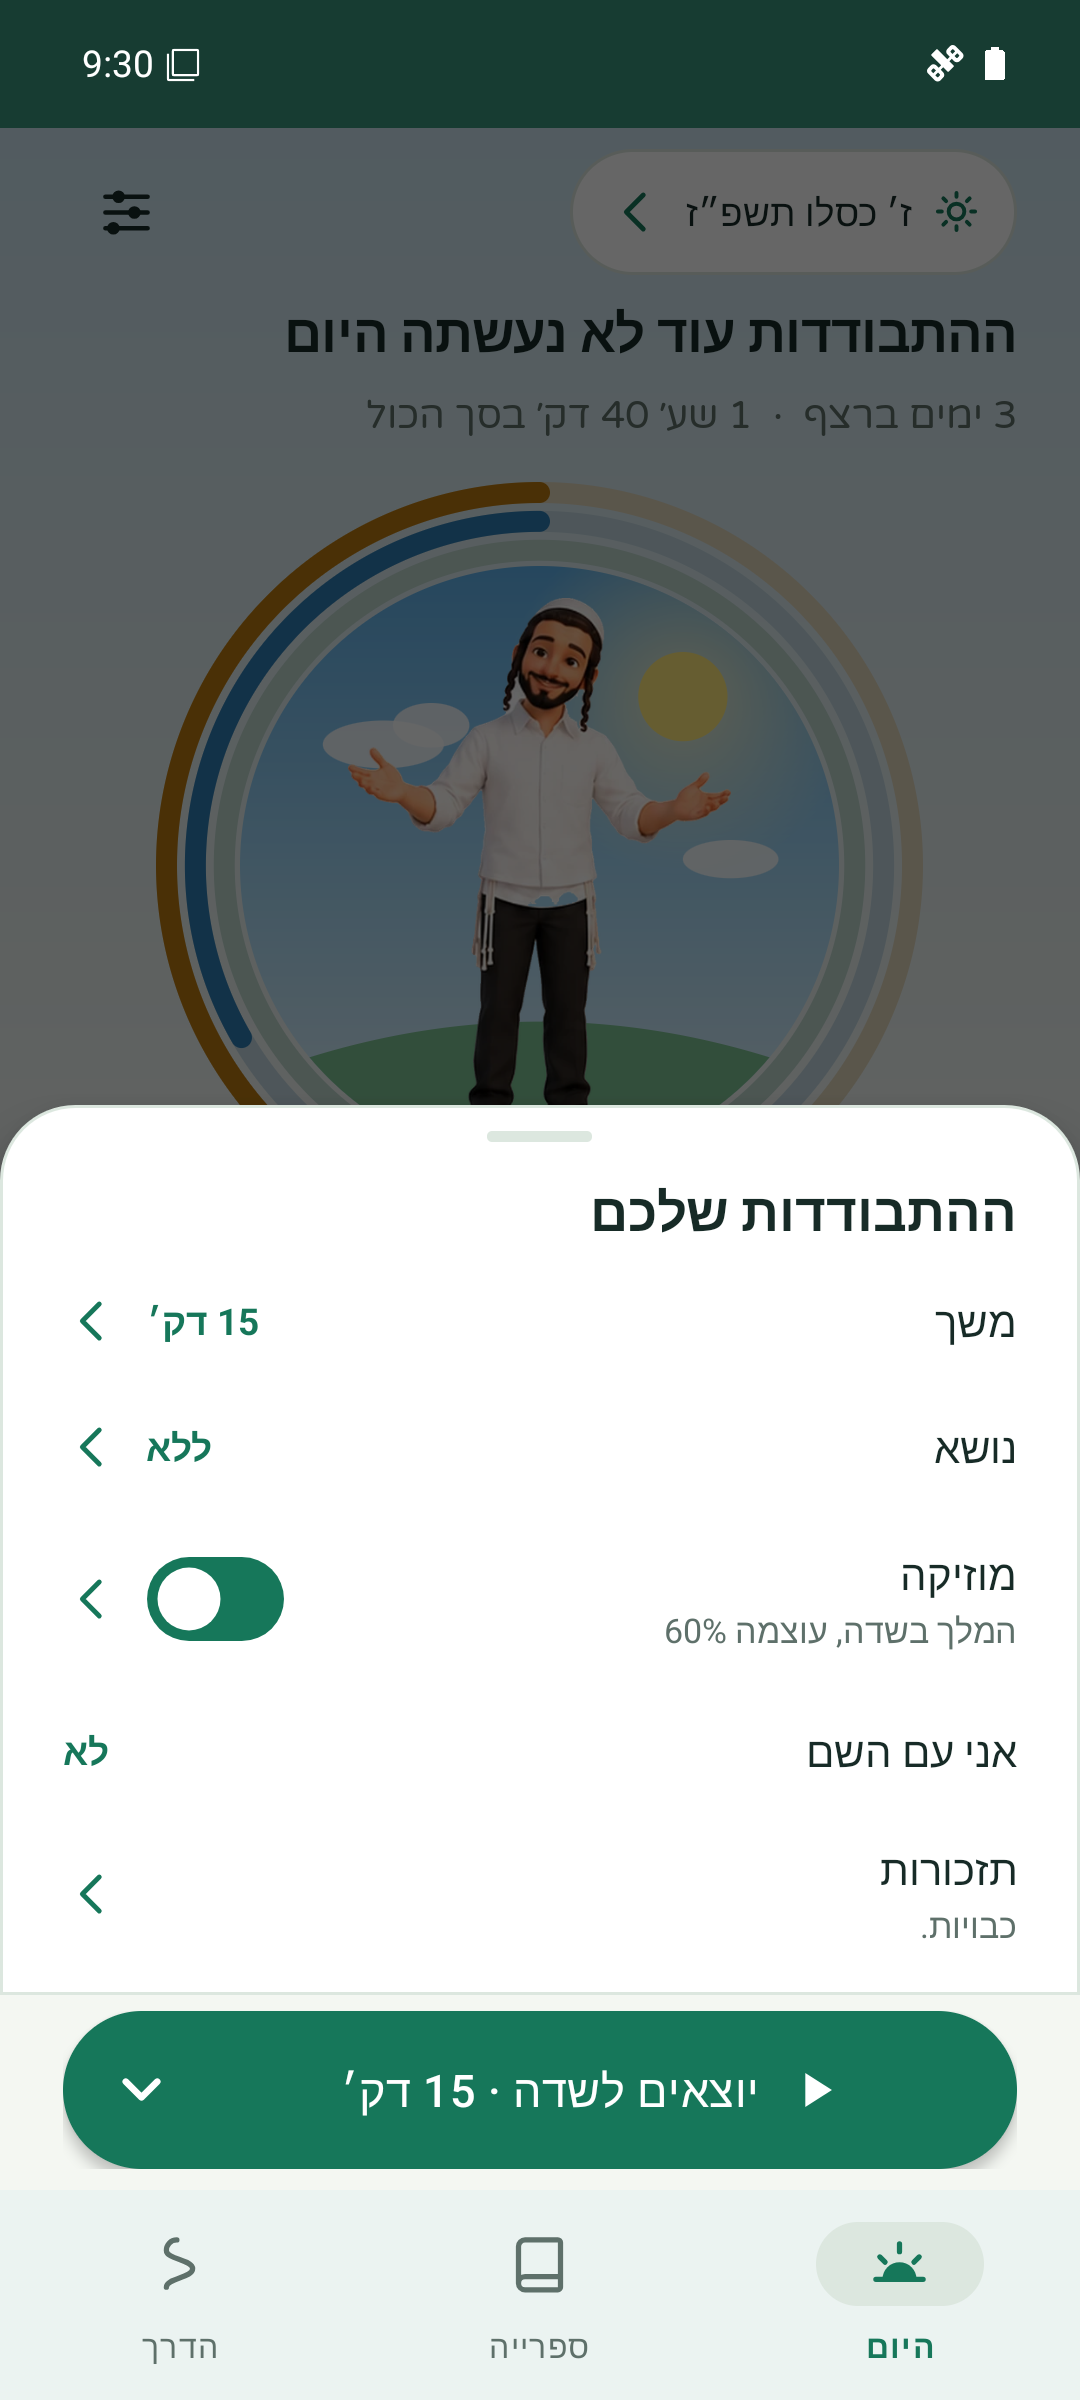 9:30
ז׳ כסלו תשפ״ז
ההתבודדות עוד לא נעשתה היום
3 ימים ברצף · 1 שע׳ 40 דק׳ בסך הכול
ההתבודדות שלכם
משך
15 דק׳
נושא
ללא
מוזיקה
המלך בשדה, עוצמה 60%
אני עם השם
לא
תזכורות
כבויות.
יוצאים לשדה · 15 דק׳
היום
ספרייה
הדרך